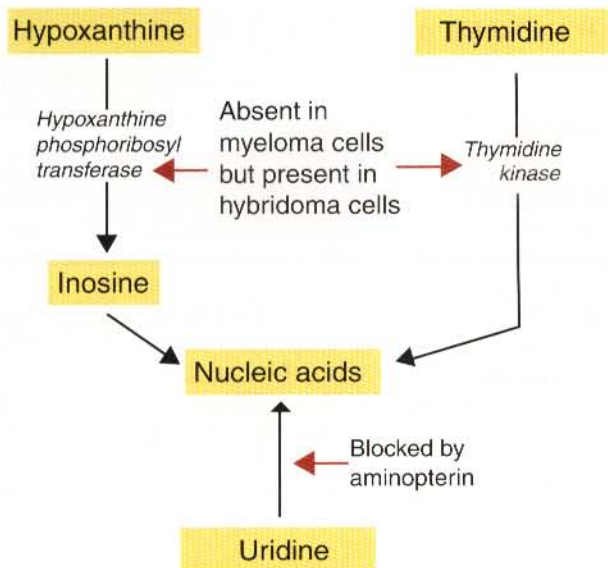 Hypoxanthine
Thymidine
Hypoxanthine
phosphoribosyl
transferase
Absent in
myeloma cells
but present in
hybridoma cells
Thymidine
kinase
Inosine
Nucleic acids
Blocked by
aminopterin
Uridine